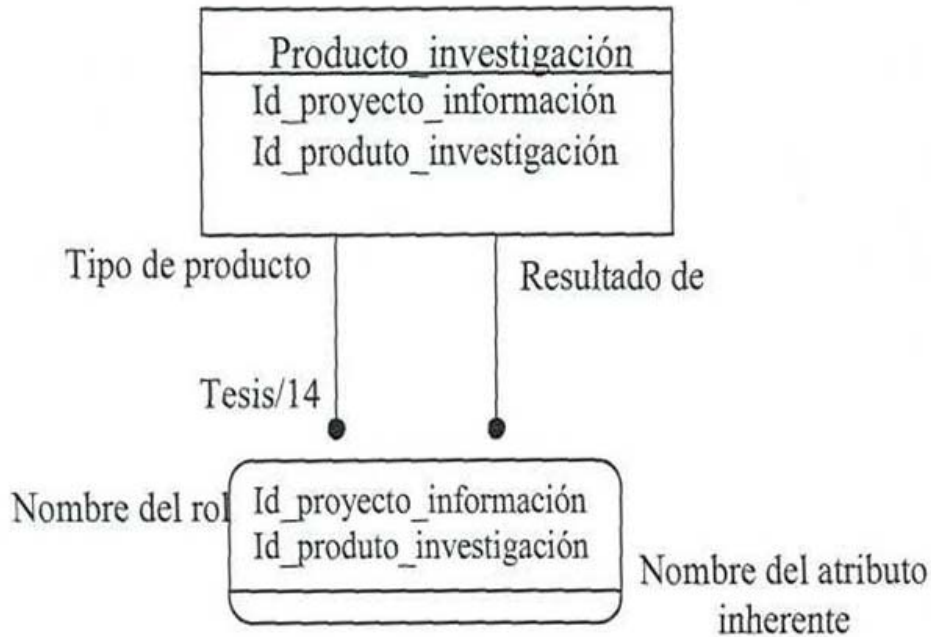 Producto_investigación
Id_proyecto_información
Id_produto_investigación
Tipo de producto
Resultado de
Tesis/14
Nombre del rol
Id_proyecto_información
Id_produto_investigación
Nombre del atributo
inherente